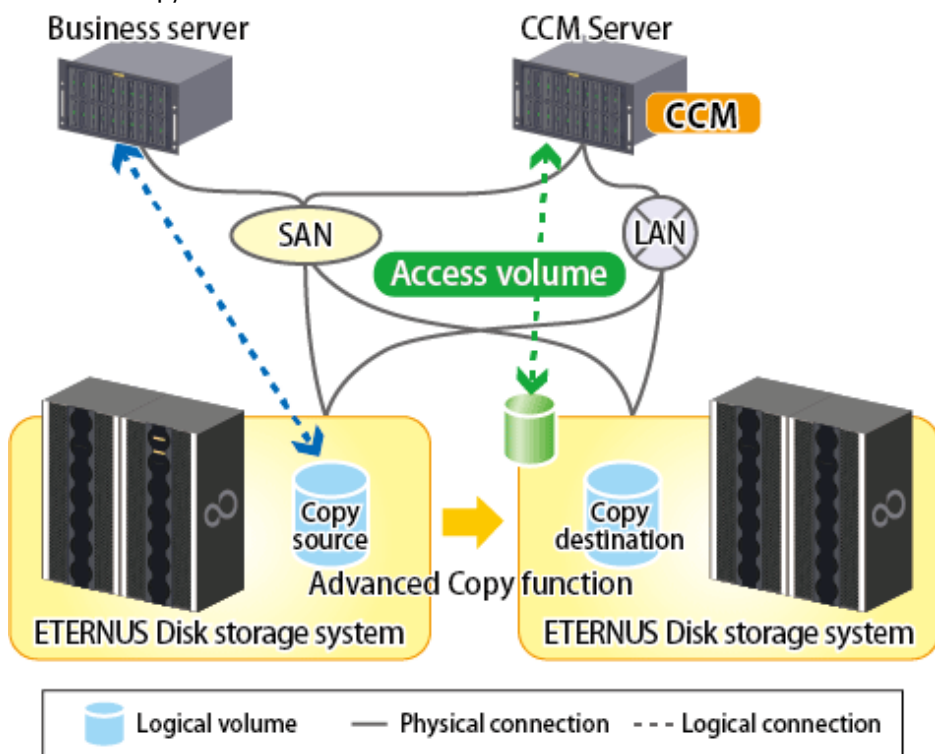 Business server
CCM Server
CCM
SAN
LAN
Access volume
Copy
source
Copy
destination
Advanced Copy function
ETERNUS Disk storage system
ETERNUS Disk storage system
Logical volume
Physical connection
Logical connection